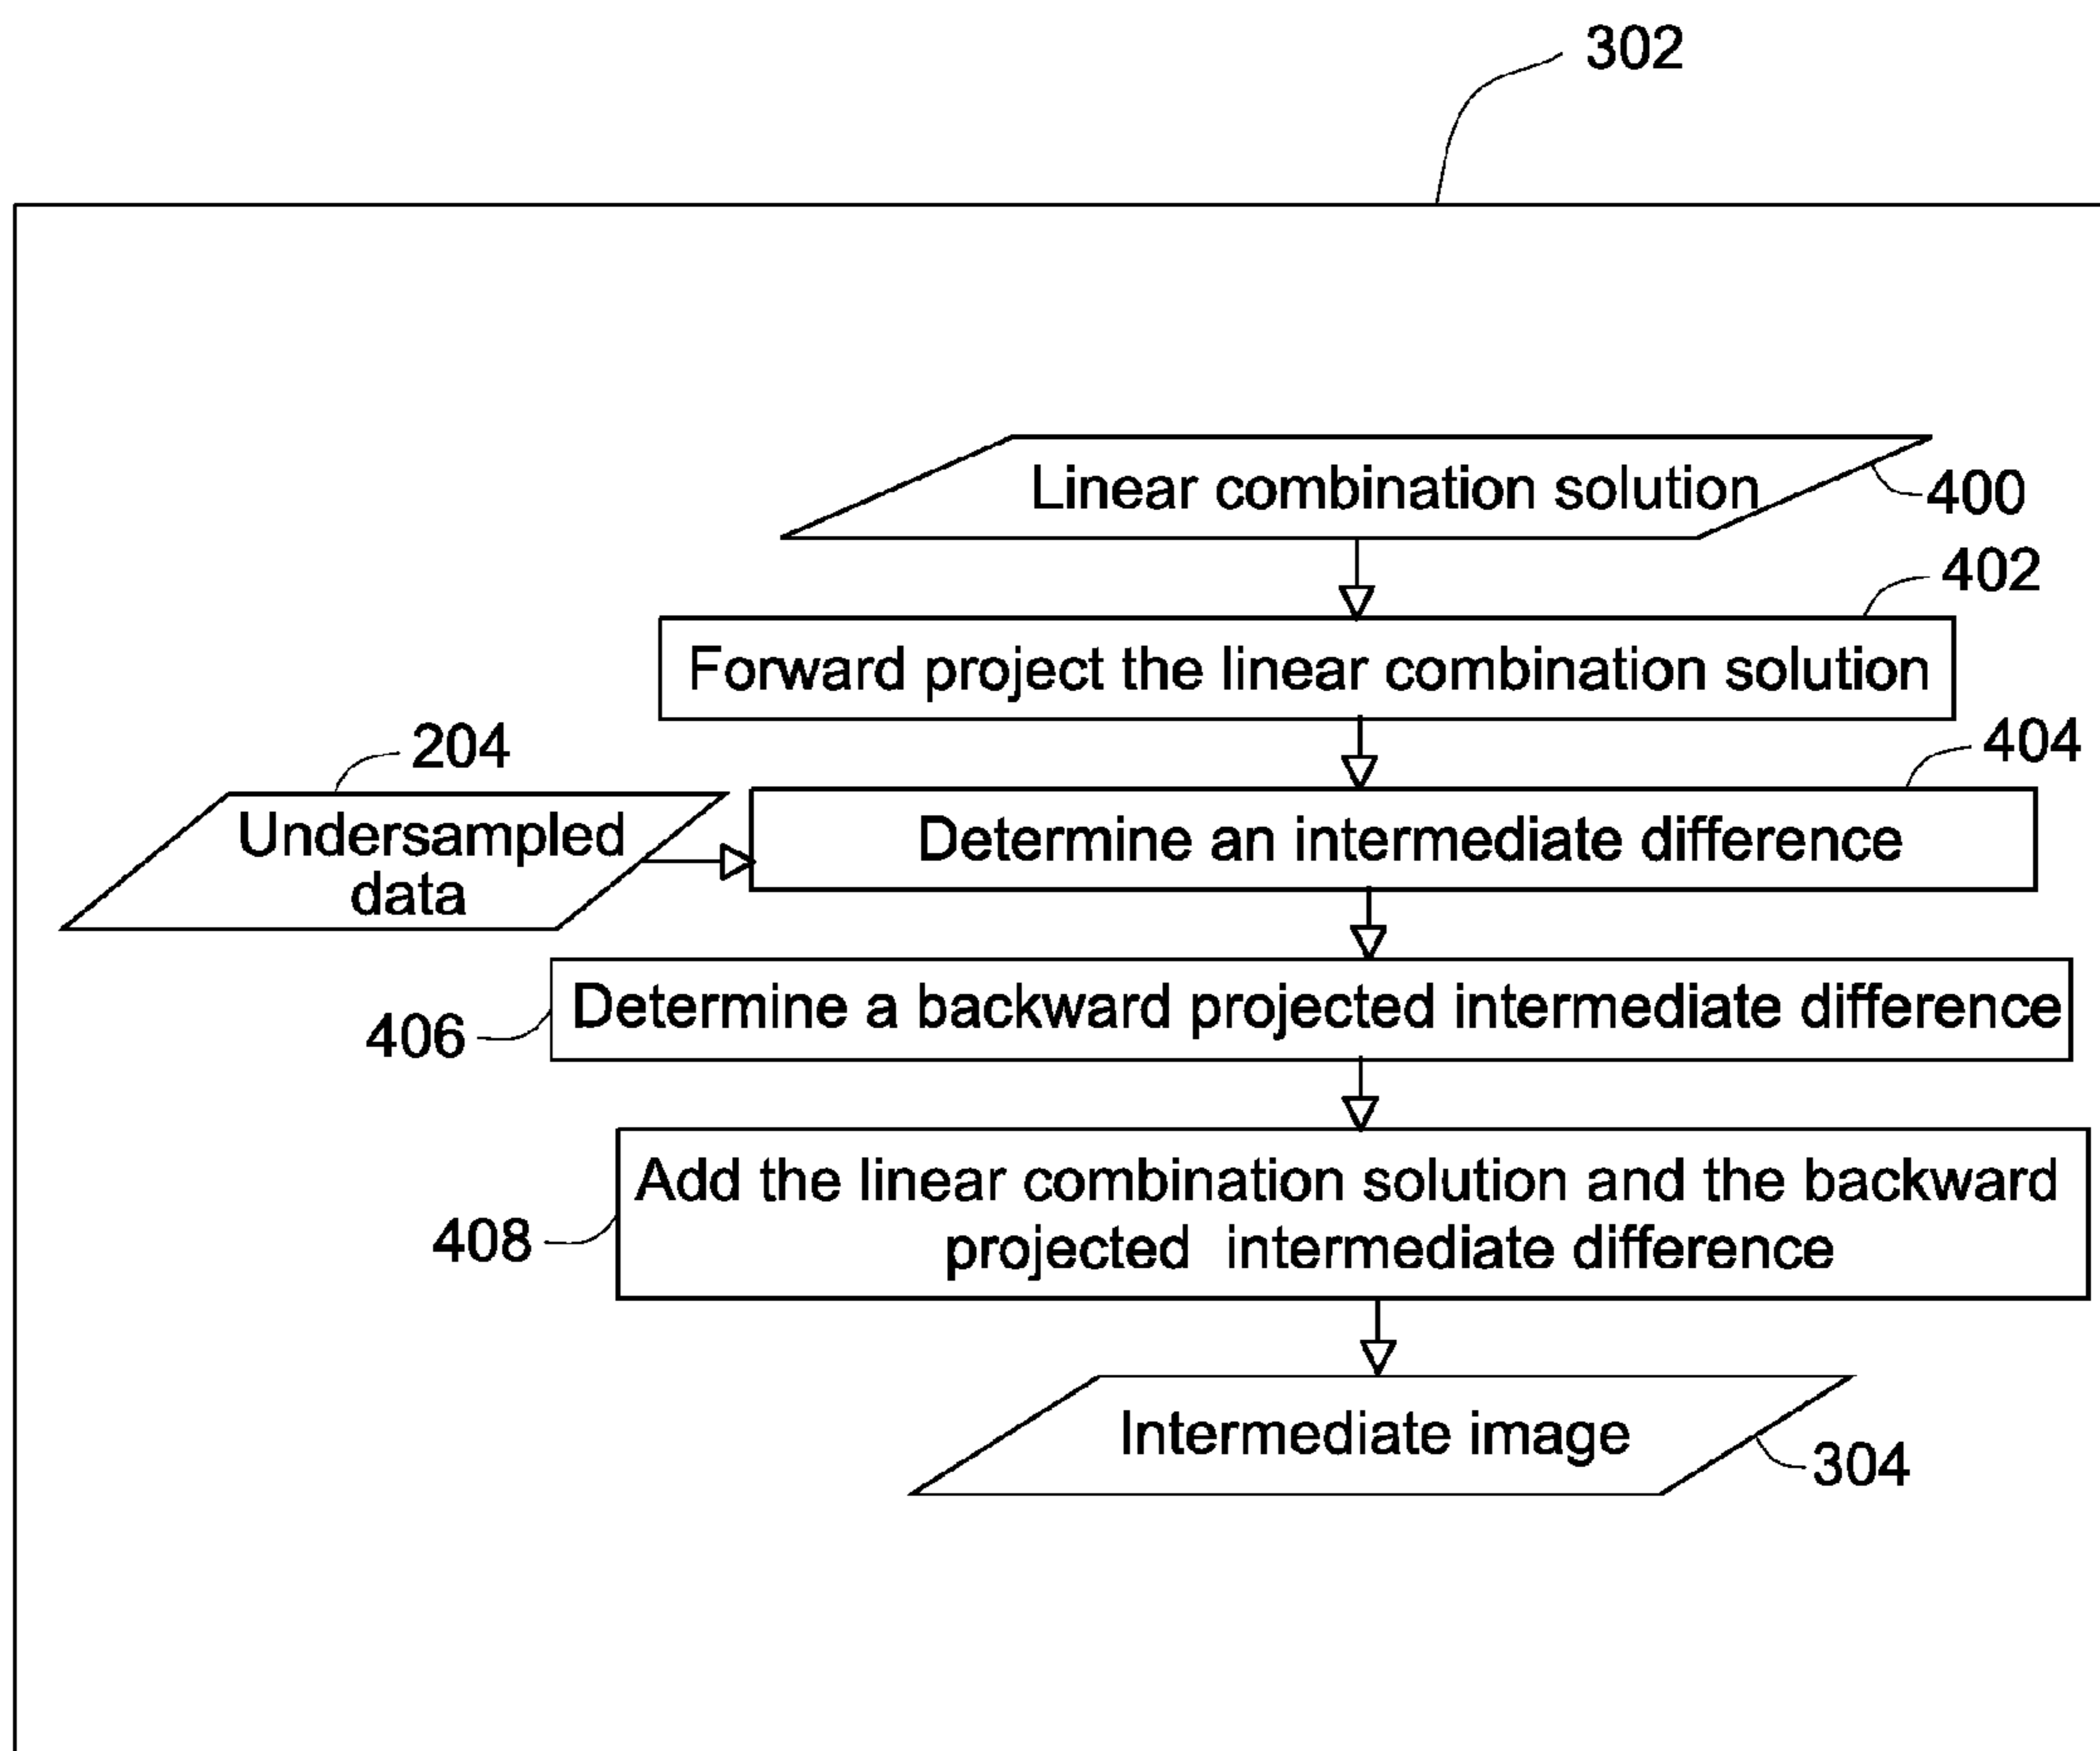 302
Linear combination solution
400
402
Forward project the linear combination solution
204
404
Undersampled
data
Determine an intermediate difference
406
Determine a backward projected intermediate difference
408
Add the linear combination solution and the backward
projected intermediate difference
Intermediate image
304